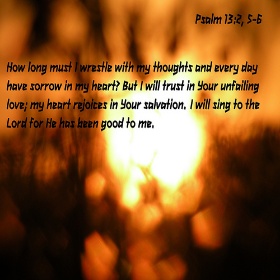 Psalm 13:2, 5-6
How long must I wrestle with my thoughts and every day
have sorrow in my heart? But I will trust in Your unfailing
love; my heart rejoices in Your salvation. I will sing to the
Lord for He has been good to me.